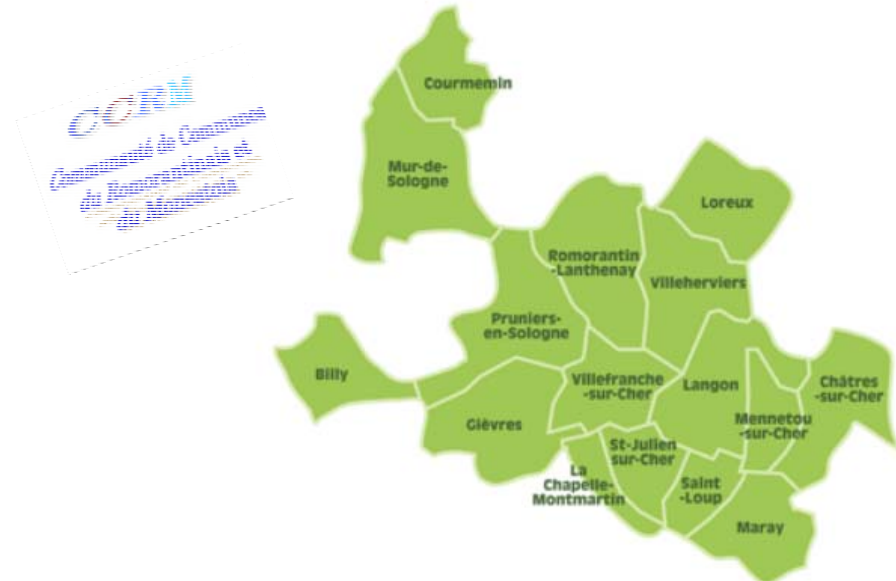 CCRM
Courmemin
Mur-de-
Sologne
Loreux
Romorantin
-Lanthenay
Villeherviers
Pruniers-
en-Sologne
Billy
Villefranche
-sur-Cher
Langon
Châtres
-sur-Cher
Gièvres
Mennetou
-sur-Cher
St-Julien
sur-Cher
La
Chapelle-
Montmartin
Saint
-Loup
Maray